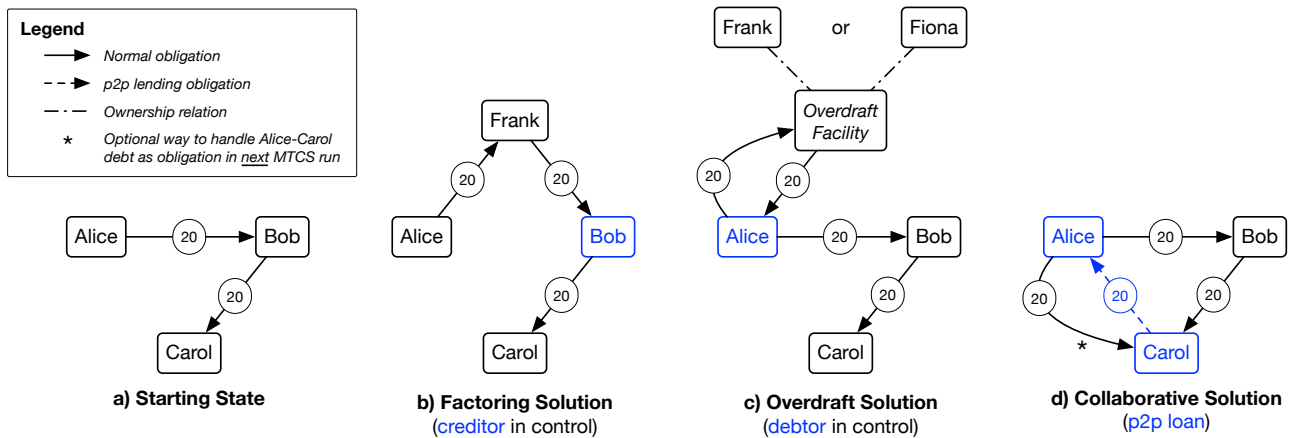 Legend
Normal obligation
p2p lending obligation
Ownership relation
* Optional way to handle Alice-Carol
debt as obligation in next MTCS run
Alice
20
Bob
20
Carol
a) Starting State
Frank
20
20
Alice
Bob
20
Carol
b) Factoring Solution
(creditor in control)
Frank or Fiona
Overdraft
Facility
20
20
Alice
20
Bob
20
Carol
c) Overdraft Solution
(debtor in control)
Alice
20
Bob
20
20
20
*
Carol
d) Collaborative Solution
(p2p loan)